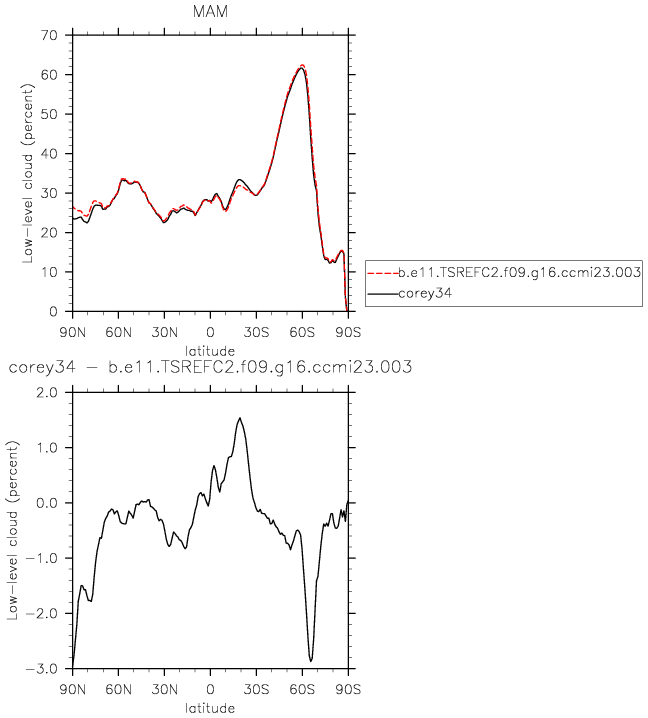 MAM
Low-level cloud (percent)
70
60
50
40
30
20
10
0
90N 60N 30N 0 30S 60S 90S
latitude
b.e11.TSREFC2.f09.g16.ccmi23.003
corey34
corey34 - b.e11.TSREFC2.f09.g16.ccmi23.003
Low-level cloud (percent)
2.0
1.0
0.0
-1.0
-2.0
-3.0
90N 60N 30N 0 30S 60S 90S
latitude